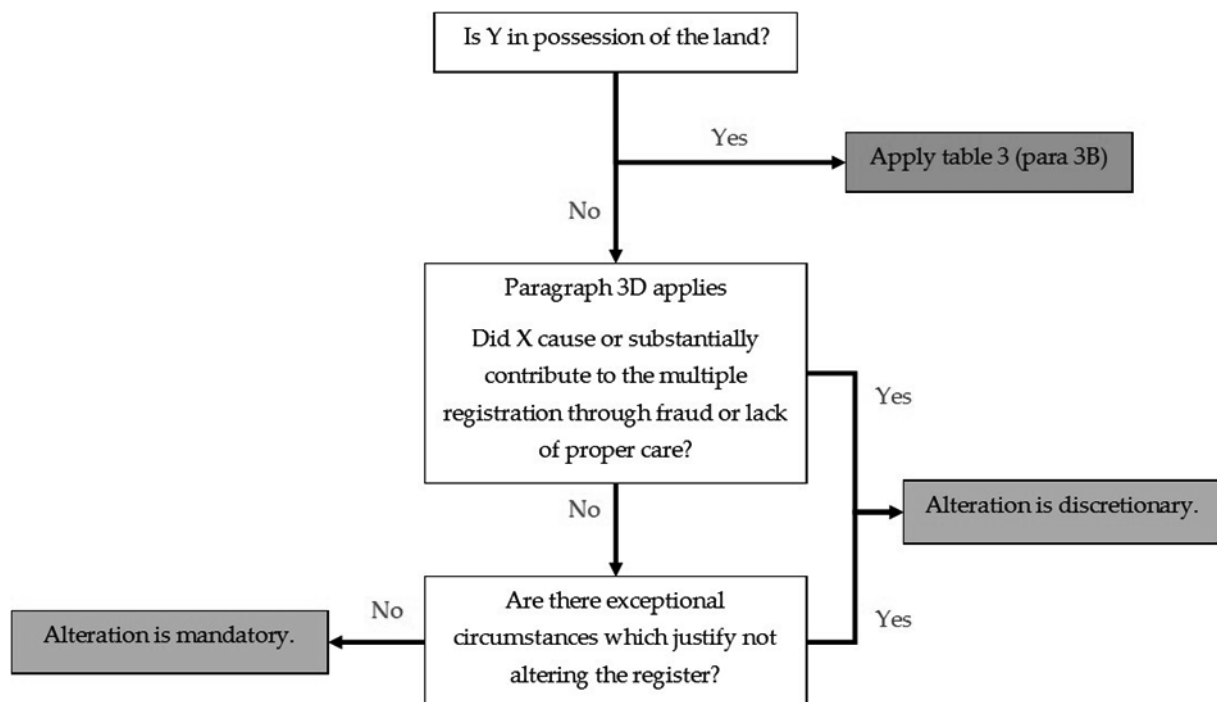 Is Y in possession of the land?
Yes
Apply table 3 (para 3B)
No
Paragraph 3D applies
Did X cause or substantially
contribute to the multiple
registration through fraud or lack
of proper care?
Yes
No
Alteration is discretionary.
Are there exceptional
circumstances which justify not
altering the register?
No
Yes
Alteration is mandatory.